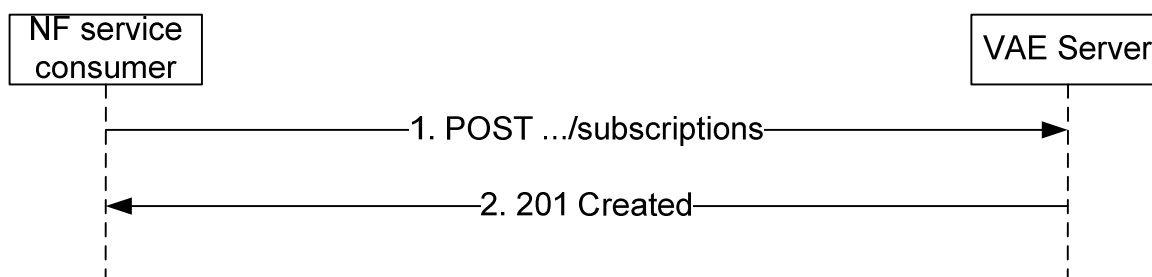 NF service
consumer
VAE Server
1. POST .../subscriptions
2. 201 Created